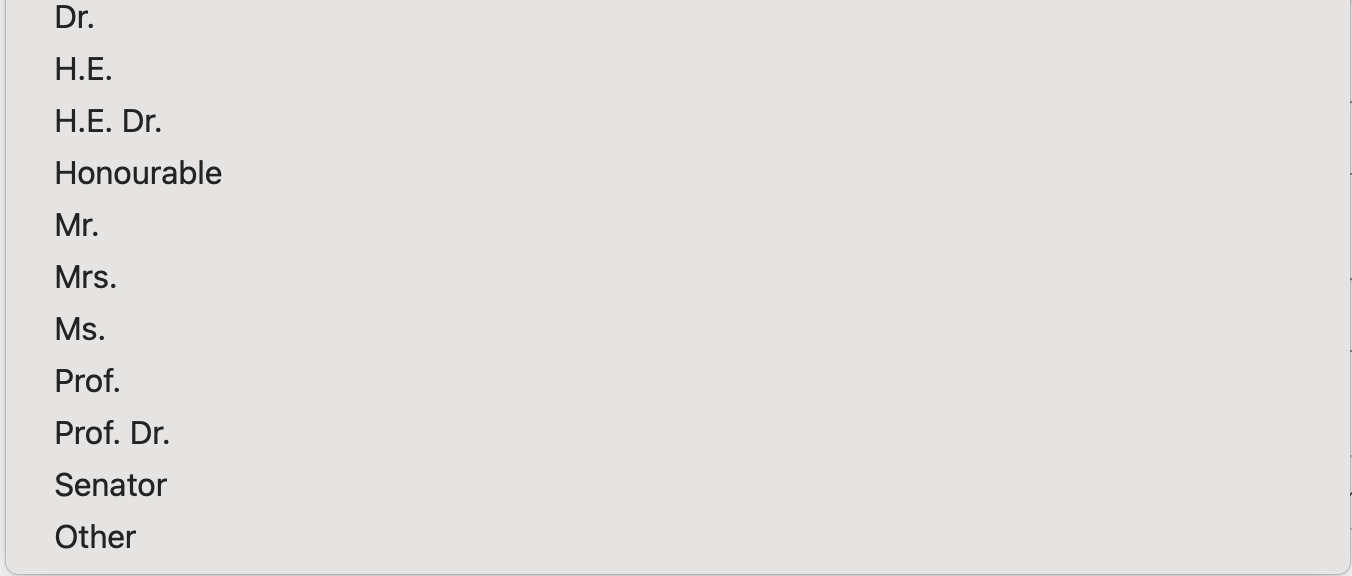 Dr.
H.E.
H.E. Dr.
Honourable
Mr.
Mrs.
Ms.
Prof.
Prof. Dr.
Senator
Other